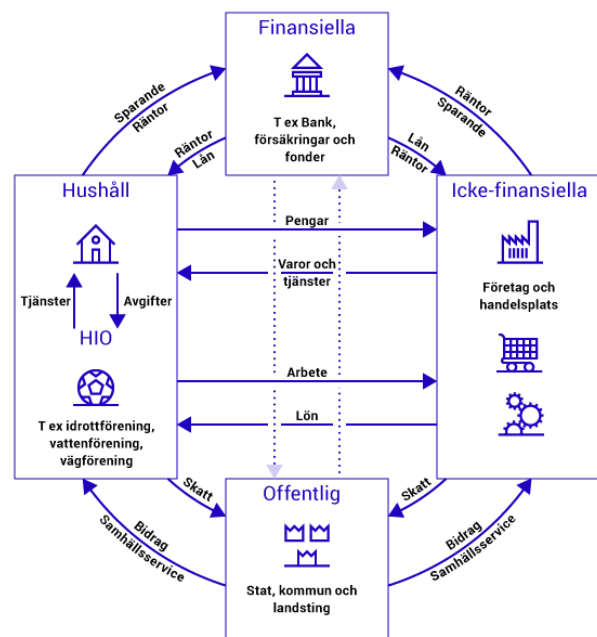 Finansiella
T ex Bank,
försäkringar och
fonder
Sparande
Räntor
Räntor
Lån
Lån
Räntor
Räntor
Sparande
Hushåll
Tjänster
Avgifter
HIO
T ex idrottförening,
vattenförening,
vägförening
Pengar
Varor och
tjänster
Arbete
Lön
Icke-finansiella
Företag och
handelsplats
Skatt
Bidrag
Samhällsservice
Offentlig
Stat, kommun och
landsting
Skatt
Bidrag
Samhällsservice